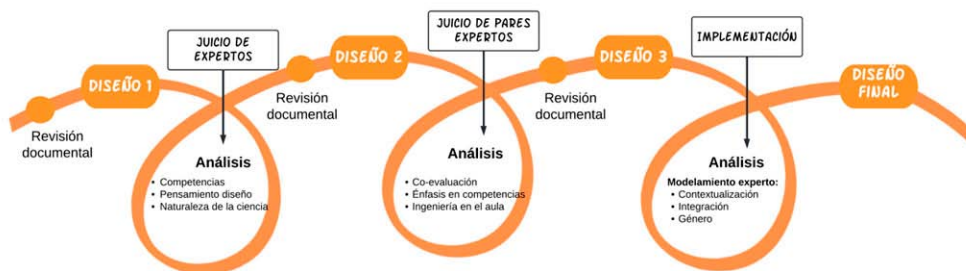 JUICIO DE
EXPERTOS
JUICIO DE PARES
EXPERTOS
IMPLEMENTACIÓN
DISEÑO 1
DISEÑO 2
DISEÑO 3
DISEÑO
FINAL
Revisión
documental
Revisión
documental
Revisión
documental
Análisis
• Competencias
• Pensamiento diseño
• Naturaleza de la ciencia
Análisis
• Co-evaluación
• Énfasis en competencias
• Ingeniería en el aula
Análisis
Modelamiento experto:
• Contextualización
• Integración
• Género